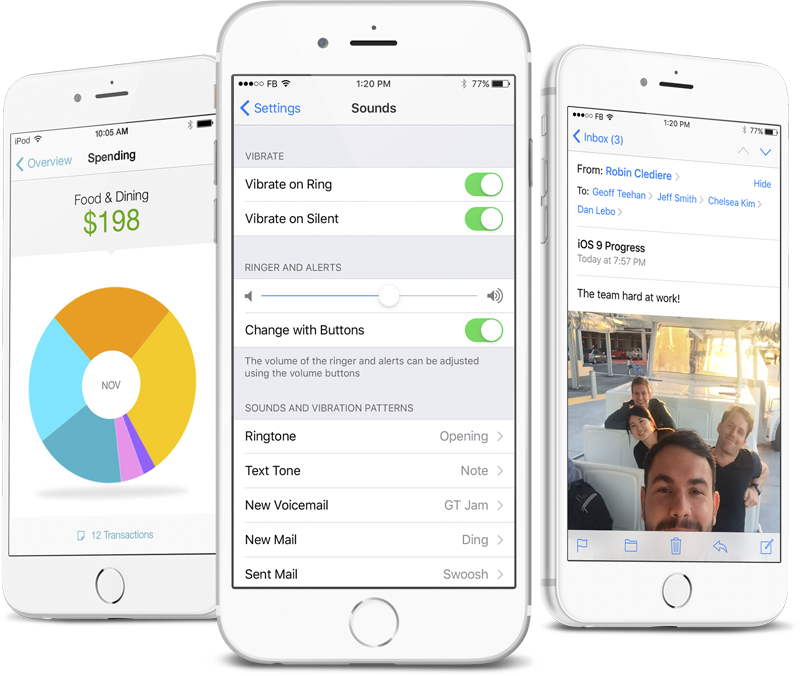 iPod
10:05 AM
Overview
Spending
Food & Dining
$198
NOV
12 Transactions
FB
1:20 PM
77%
Settings
Sounds
VIBRATE
Vibrate on Ring
Vibrate on Silent
RINGER AND ALERTS
Change with Buttons
The volume of the ringer and alerts can be adjusted
using the volume buttons
SOUNDS AND VIBRATION PATTERNS
Ringtone Opening
Text Tone Note
New Voicemail GT Jam
New Mail Ding
Sent Mail Swoosh
FB
1:20 PM
77%
Inbox (3)
From: Robin Clediere
Hide
To: Geoff Teehan Jeff Smith Chelsea Kim
Dan Lebo
iOS 9 Progress
Today at 7:57 PM
The team hard at work!